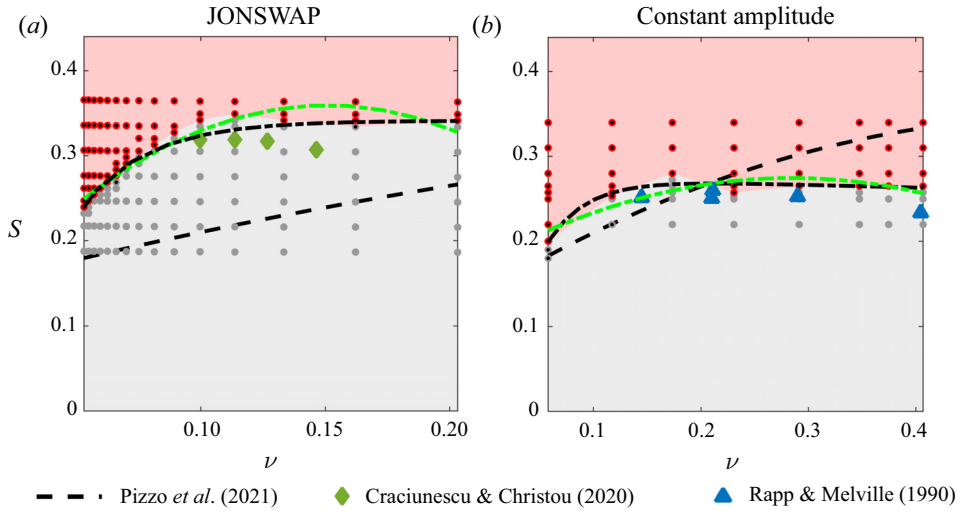 (a) JONSWAP
(b) Constant amplitude
0.4
0.3
S 0.2
0.1
0
0.10 0.15 0.20
ν
0.4
0.3
0.2
0.1
0
0.1 0.2 0.3 0.4
ν
Pizzo et al. (2021) Craciunescu & Christou (2020) Rapp & Melville (1990)